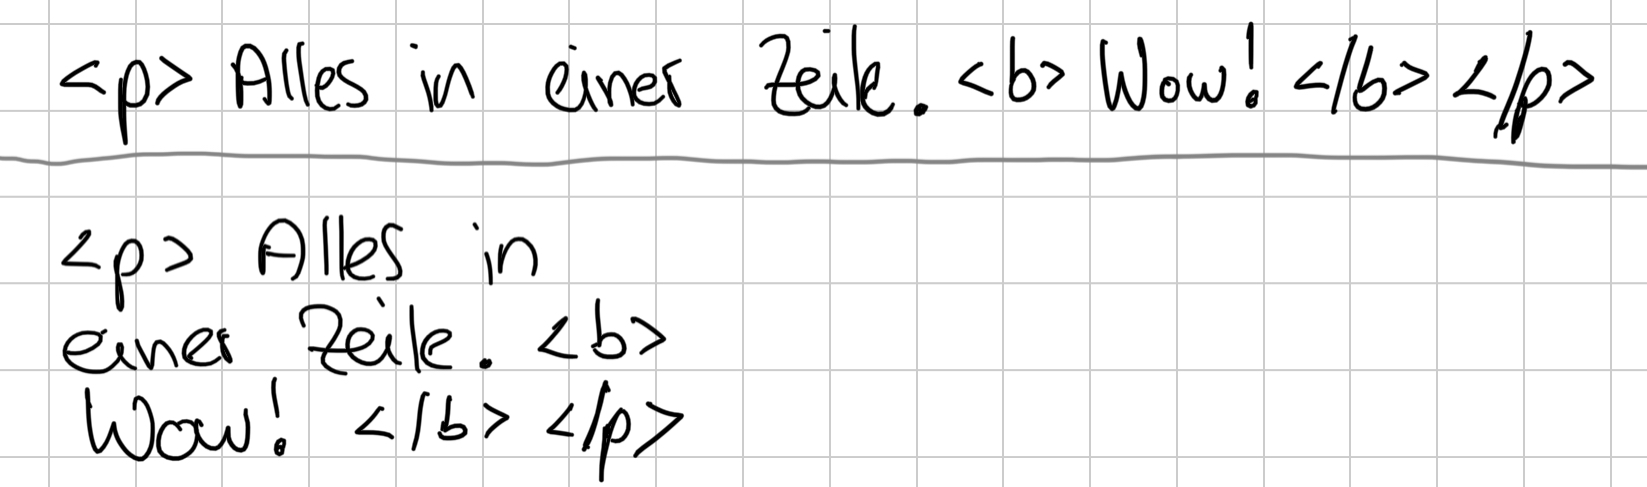 <p> Alles in einer Zeile. <b> Wow! </b> </p>
<p> Alles in
einer Zeile. <b>
Wow! </b> </p>